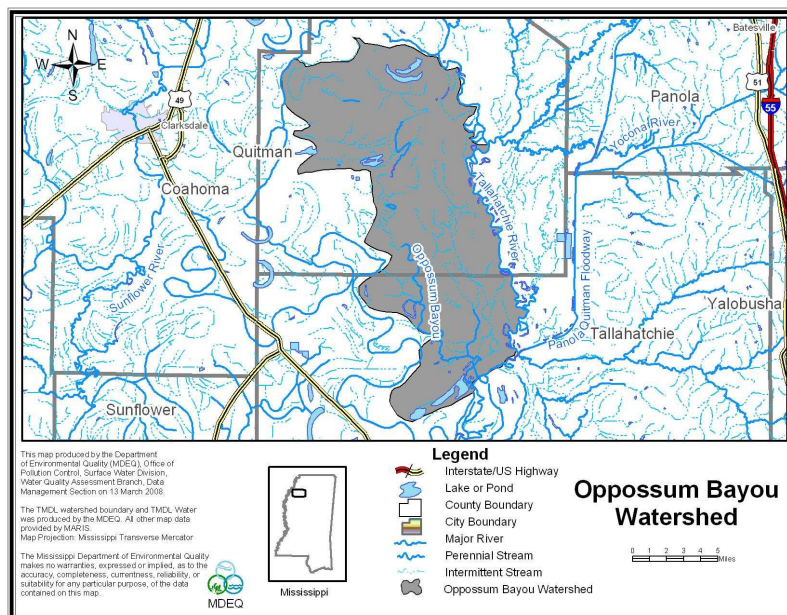 N
W E
S
Batesville
49
51
Panola
55
Clarksdale
Yocona River
Quitman
Coahoma
Tallahatchie River
Oppossum Bayou
Sunflower River
Panola Quitman Floodway
Yalobusha
Tallahatchie
Sunflower
This map produced by the Department
of Environmental Quality (MDEQ), Office of
Pollution Control, Surface Water Division,
Water Quality Assessment Branch, Data
Management Section on 13 March 2008.
The TMDL watershed boundary and TMDL Water
was produced by the MDEQ. All other map data
provided by MARIS.
Map Projection: Mississippi Transverse Mercator
The Mississippi Department of Environmental Quality
makes no warranties, expressed or implied, as to the
accuracy, completeness, currentness, reliability, or
suitability for any particular purpose, of the data
contained on this map.
MDEQ
Mississippi
Legend
Interstate/US Highway
Lake or Pond
County Boundary
City Boundary
Major River
Perennial Stream
Intermittent Stream
Oppossum Bayou Watershed
Oppossum Bayou
Watershed
0 1 2 3 4 5
Miles